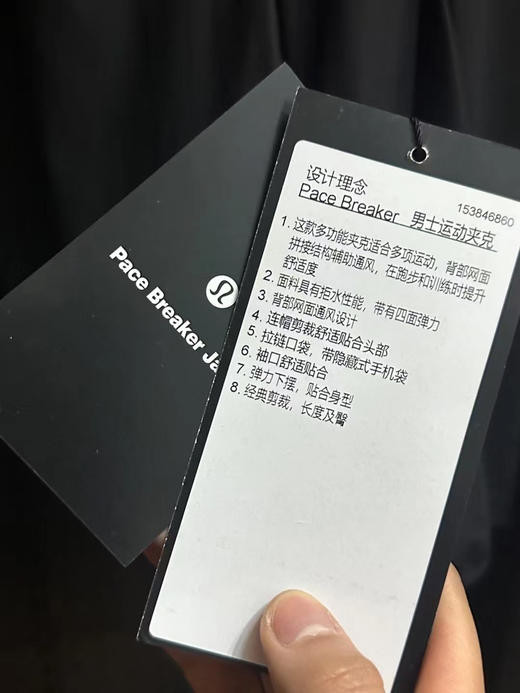 设计理念
153846860
Pace Breaker 男士运动夹克
1. 这款多功能夹克适合多项运动，背部网面
拼接结构辅助通风，在跑步和训练时提升
舒适度
2. 面料具有拒水性能，带有四面弹力
3. 背部网面通风设计
4. 连帽剪裁舒适贴合头部
5. 拉链口袋，带隐藏式手机袋
6. 袖口舒适贴合
7. 弹力下摆，贴合身型
8. 经典剪裁，长度及臀
Pace Breaker Ja